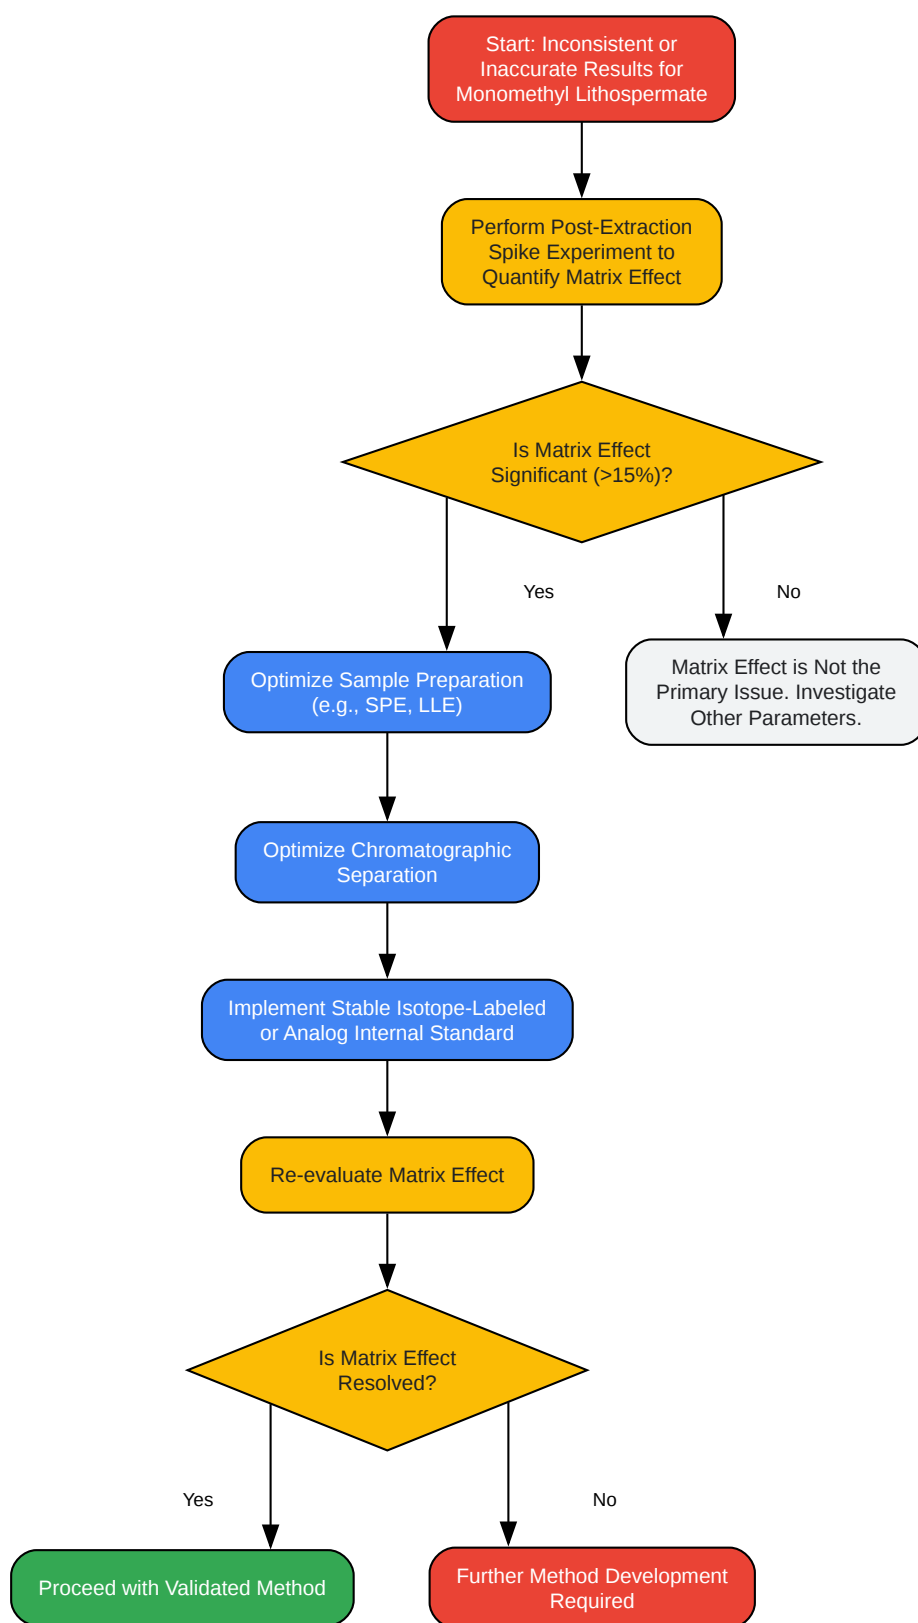 Start: Inconsistent or
Inaccurate Results for
Monomethyl Lithospermate
Perform Post-Extraction
Spike Experiment to
Quantify Matrix Effect
Is Matrix Effect
Significant (>15%)?
Yes
No
Optimize Sample Preparation
(e.g., SPE, LLE)
Matrix Effect is Not the
Primary Issue. Investigate
Other Parameters.
Optimize Chromatographic
Separation
Implement Stable Isotope-Labeled
or Analog Internal Standard
Re-evaluate Matrix Effect
Is Matrix Effect
Resolved?
Yes
No
Proceed with Validated Method
Further Method Development
Required